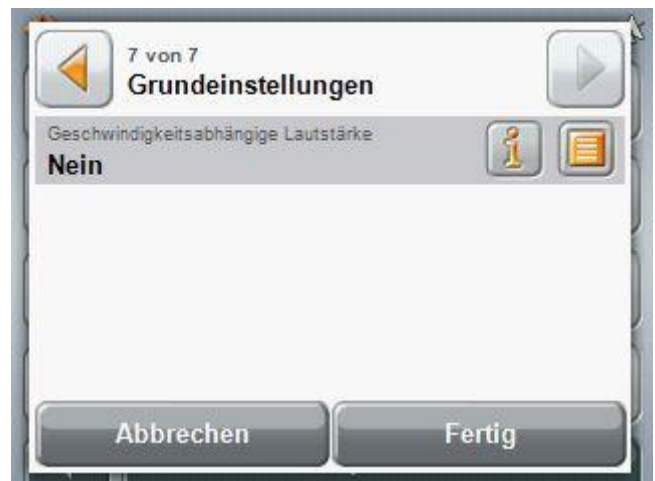 7 von 7
Grundeinstellungen
Geschwindigkeitsabhängige Lautstärke
Nein
Abbrechen
Fertig